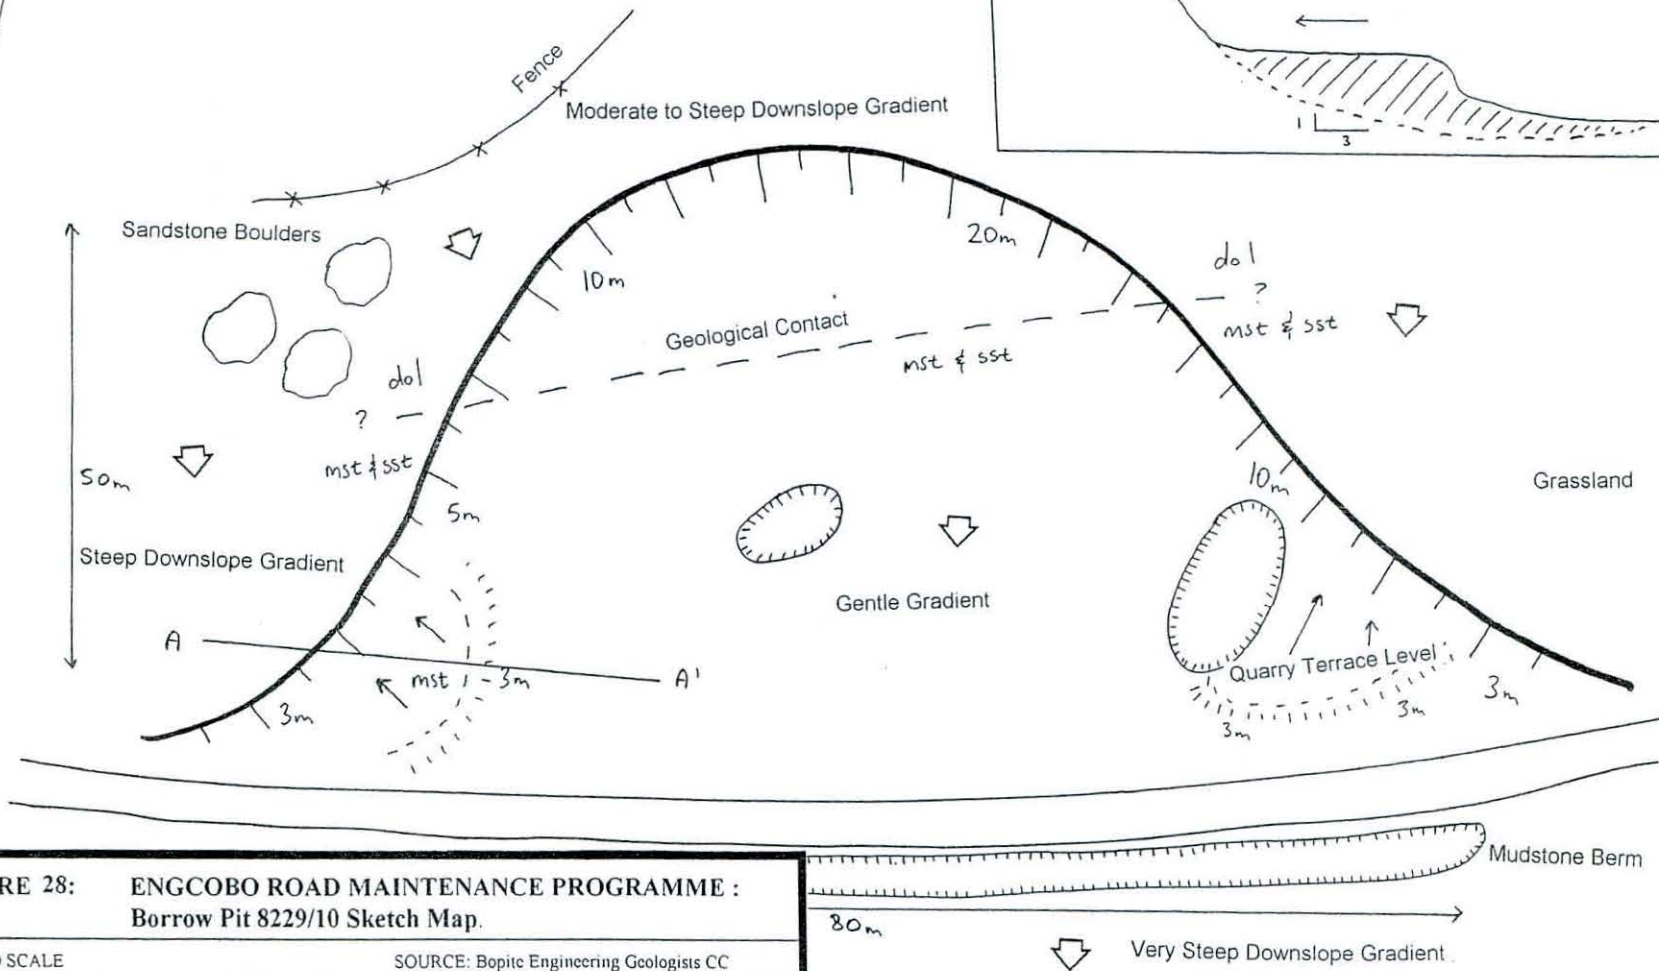 Fence
Moderate to Steep Downslope Gradient
1
3
Sandstone Boulders
20m
dol
?
10m
Geological Contact
mst & sst
mst & sst
dol
?
mst & sst
50m
5m
10m
Grassland
Steep Downslope Gradient
Gentle Gradient
A
A'
mst
3m
Quarry Terrace Level
3m
3m
3m
3m
Mudstone Berm
RE 28: ENGCOBO ROAD MAINTENANCE PROGRAMME :
Borrow Pit 8229/10 Sketch Map.
80m
Very Steep Downslope Gradient
SCALE
SOURCE: Bopite Engineering Geologists CC